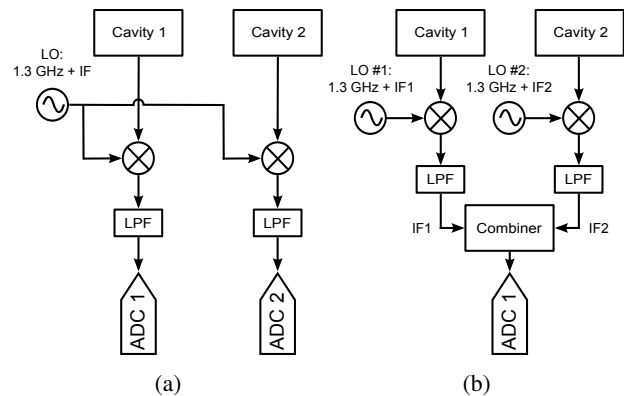 Cavity 1
Cavity 2
LO:
1.3 GHz + IF
LPF
LPF
ADC 1
ADC 2
(a)
Cavity 1
Cavity 2
LO #1:
1.3 GHz + IF1
LO #2:
1.3 GHz + IF2
LPF
LPF
IF1
Combiner
IF2
ADC 1
(b)